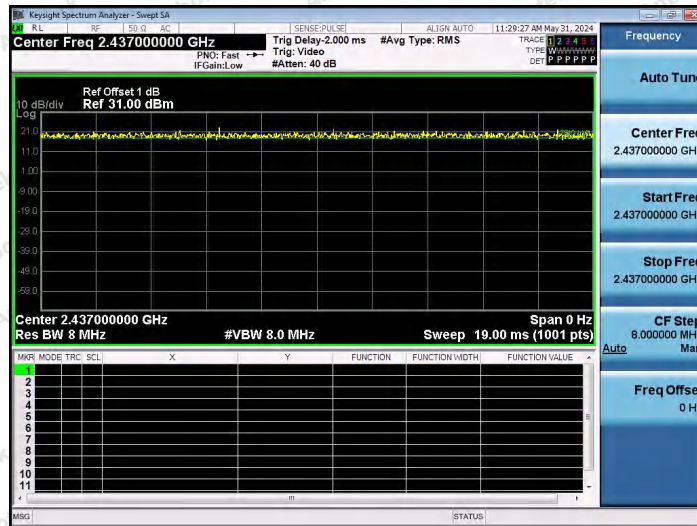 Keysight Spectrum Analyzer - Swept SA
RL RF 50 Ω AC SENSE:PULSE ALIGN AUTO 11:29:27 AM May 31, 2024
Center Freq 2.437000000 GHz Trig Delay-2.000 ms #Avg Type: RMS TRACE 1 2 3 4 5 6
PNO: Fast Trig: Video TYPE WWWWWW
IFGain:Low #Atten: 40 dB DET P P P P P P
Ref Offset 1 dB
10 dB/div Ref 31.00 dBm
Log
21.0
11.0
1.00
-9.00
-19.0
-29.0
-39.0
-49.0
-59.0
Center 2.437000000 GHz Span 0 Hz
Res BW 8 MHz #VBW 8.0 MHz Sweep 19.00 ms (1001 pts)
MKR MODE TRC SCL X Y FUNCTION FUNCTION WIDTH FUNCTION VALUE
1
2
3
4
5
6
7
8
9
10
11
MSG STATUS
Frequency
Auto Tun
Center Fre
2.437000000 GH
Start Fre
2.437000000 GH
Stop Fre
2.437000000 GH
CF Step
8.000000 MH
Auto Ma
Freq Offse
0 H